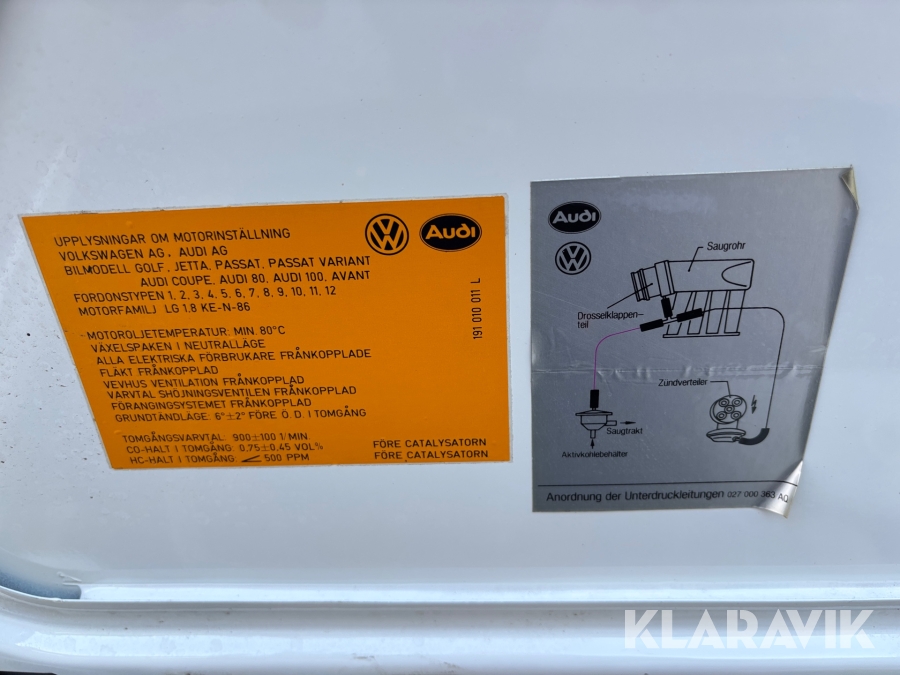 UPPLYSNINGAR OM MOTORINSTÄLLNING
VOLKSWAGEN AG, AUDI AG
BILMODELL GOLF, JETTA, PASSAT, PASSAT VARIANT
AUDI COUPE, AUDI 80, AUDI 100, AVANT
FORDONSTYPEN 1, 2, 3, 4, 5, 6, 7, 8, 9, 10, 11, 12
MOTORFAMILJ LG 1,8 KE-N-86
Audi
191 010 011 L
MOTOROLJETEMPERATUR: MIN. 80°C
VÄXELSPAKEN I NEUTRALLÄGE
ALLA ELEKTRISKA FÖRBRUKARE FRÅNKOPPLADE
FLÄKT FRÅNKOPPLAD
VEVHUS VENTILATION FRÅNKOPPLAD
VARVTAL SHÖJNINGSVENTILEN FRÅNKOPPLAD
FÖRANGINGSYSTEMET FRÅNKOPPLAD
GRUNDTÄNDLÄGE: 6°±2° FÖRE Ö. D. I TOMGÅNG
TOMGÅNGSVARVTAL: 900±100 1/MIN.
CO-HALT I TOMGÅNG: 0,75±0,45 VOL% FÖRE CATALYSATORN
HC-HALT I TOMGÅNG: < 500 PPM FÖRE CATALYSATORN
Audi
Saugrohr
Drosselklappen-
teil
Zündverteiler
Saugtrakt
Aktivkohlebehälter
Anordnung der Unterdruckleitungen 027 000 363 AQ
KLARAVIK